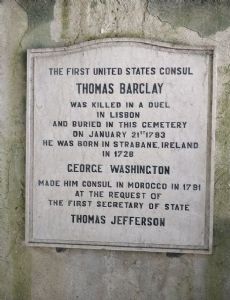 THE FIRST UNITED STATES CONSUL
THOMAS BARCLAY
WAS KILLED IN A DUEL
IN LISBON
AND BURIED IN THIS CEMETERY
ON JANUARY 21ST 1793
HE WAS BORN IN STRABANE, IRELAND
IN 1728
GEORGE WASHINGTON
MADE HIM CONSUL IN MOROCCO IN 1791
AT THE REQUEST OF
THE FIRST SECRETARY OF STATE
THOMAS JEFFERSON